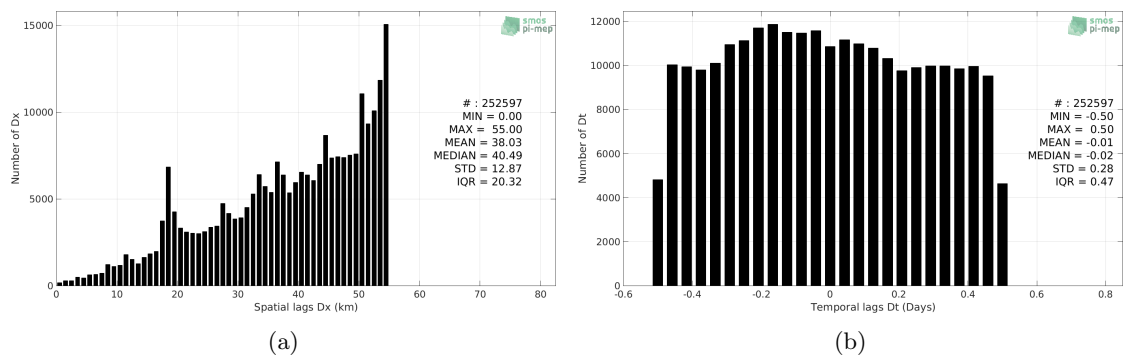 15000
10000
5000
0
0
10
20
30
40
50
60
70
80
Number of Dx
Spatial lags Dx (km)
smos
pi-mep
# : 252597
MIN = 0.00
MAX = 55.00
MEAN = 38.03
MEDIAN = 40.49
STD = 12.87
IQR = 20.32
(a)
12000
10000
8000
6000
4000
2000
0
-0.6
-0.4
-0.2
0
0.2
0.4
0.6
0.8
Number of Dt
Temporal lags Dt (Days)
smos
pi-mep
# : 252597
MIN = -0.50
MAX = 0.50
MEAN = -0.01
MEDIAN = -0.02
STD = 0.28
IQR = 0.47
(b)